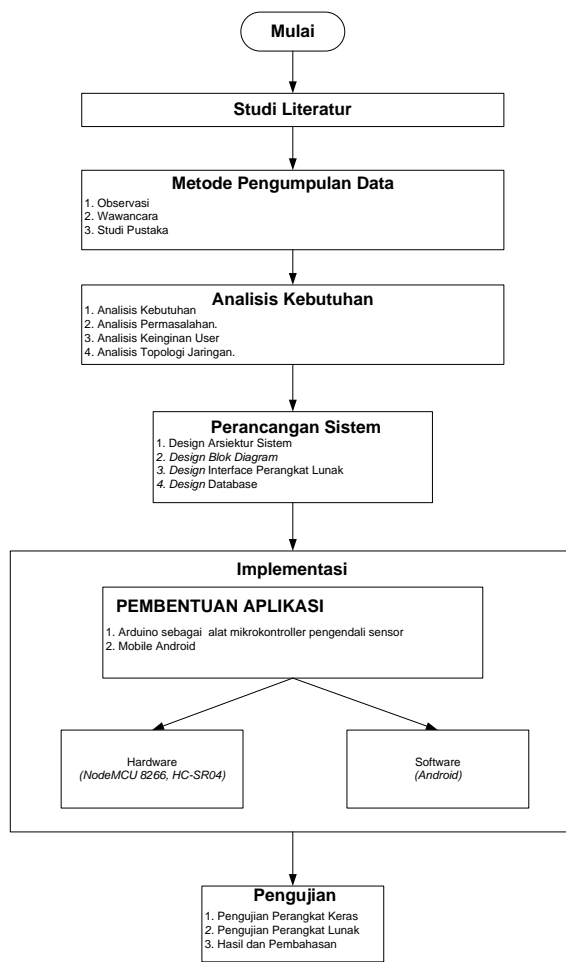 Mulai
Studi Literatur
Metode Pengumpulan Data
1. Observasi
2. Wawancara
3. Studi Pustaka
Analisis Kebutuhan
1. Analisis Kebutuhan
2. Analisis Permasalahan.
3. Analisis Keinginan User
4. Analisis Topologi Jaringan.
Perancangan Sistem
1. Design Arsiektur Sistem
2. Design Blok Diagram
3. Design Interface Perangkat Lunak
4. Design Database
Implementasi
PEMBENTUAN APLIKASI
1. Arduino sebagai alat mikrokontroller pengendali sensor
2. Mobile Android
Hardware
(NodeMCU 8266, HC-SR04)
Software
(Android)
Pengujian
1. Pengujian Perangkat Keras
2. Pengujian Perangkat Lunak
3. Hasil dan Pembahasan